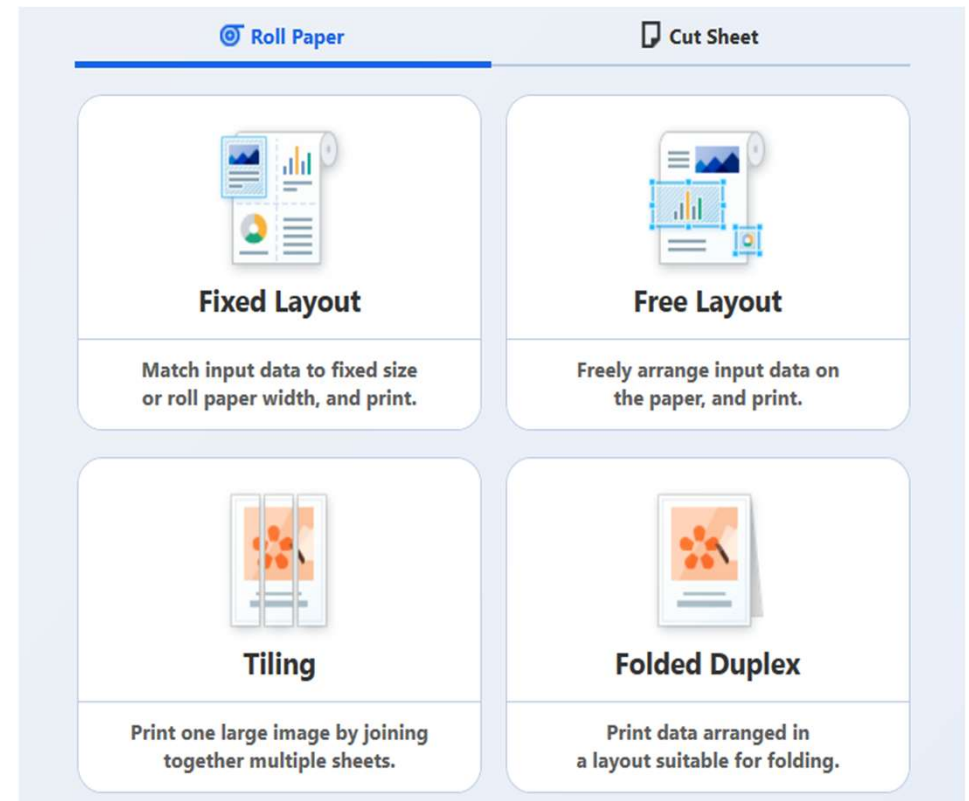 Roll Paper
Cut Sheet
Fixed Layout
Match input data to fixed size
or roll paper width, and print.
Free Layout
Freely arrange input data on
the paper, and print.
Tiling
Print one large image by joining
together multiple sheets.
Folded Duplex
Print data arranged in
a layout suitable for folding.